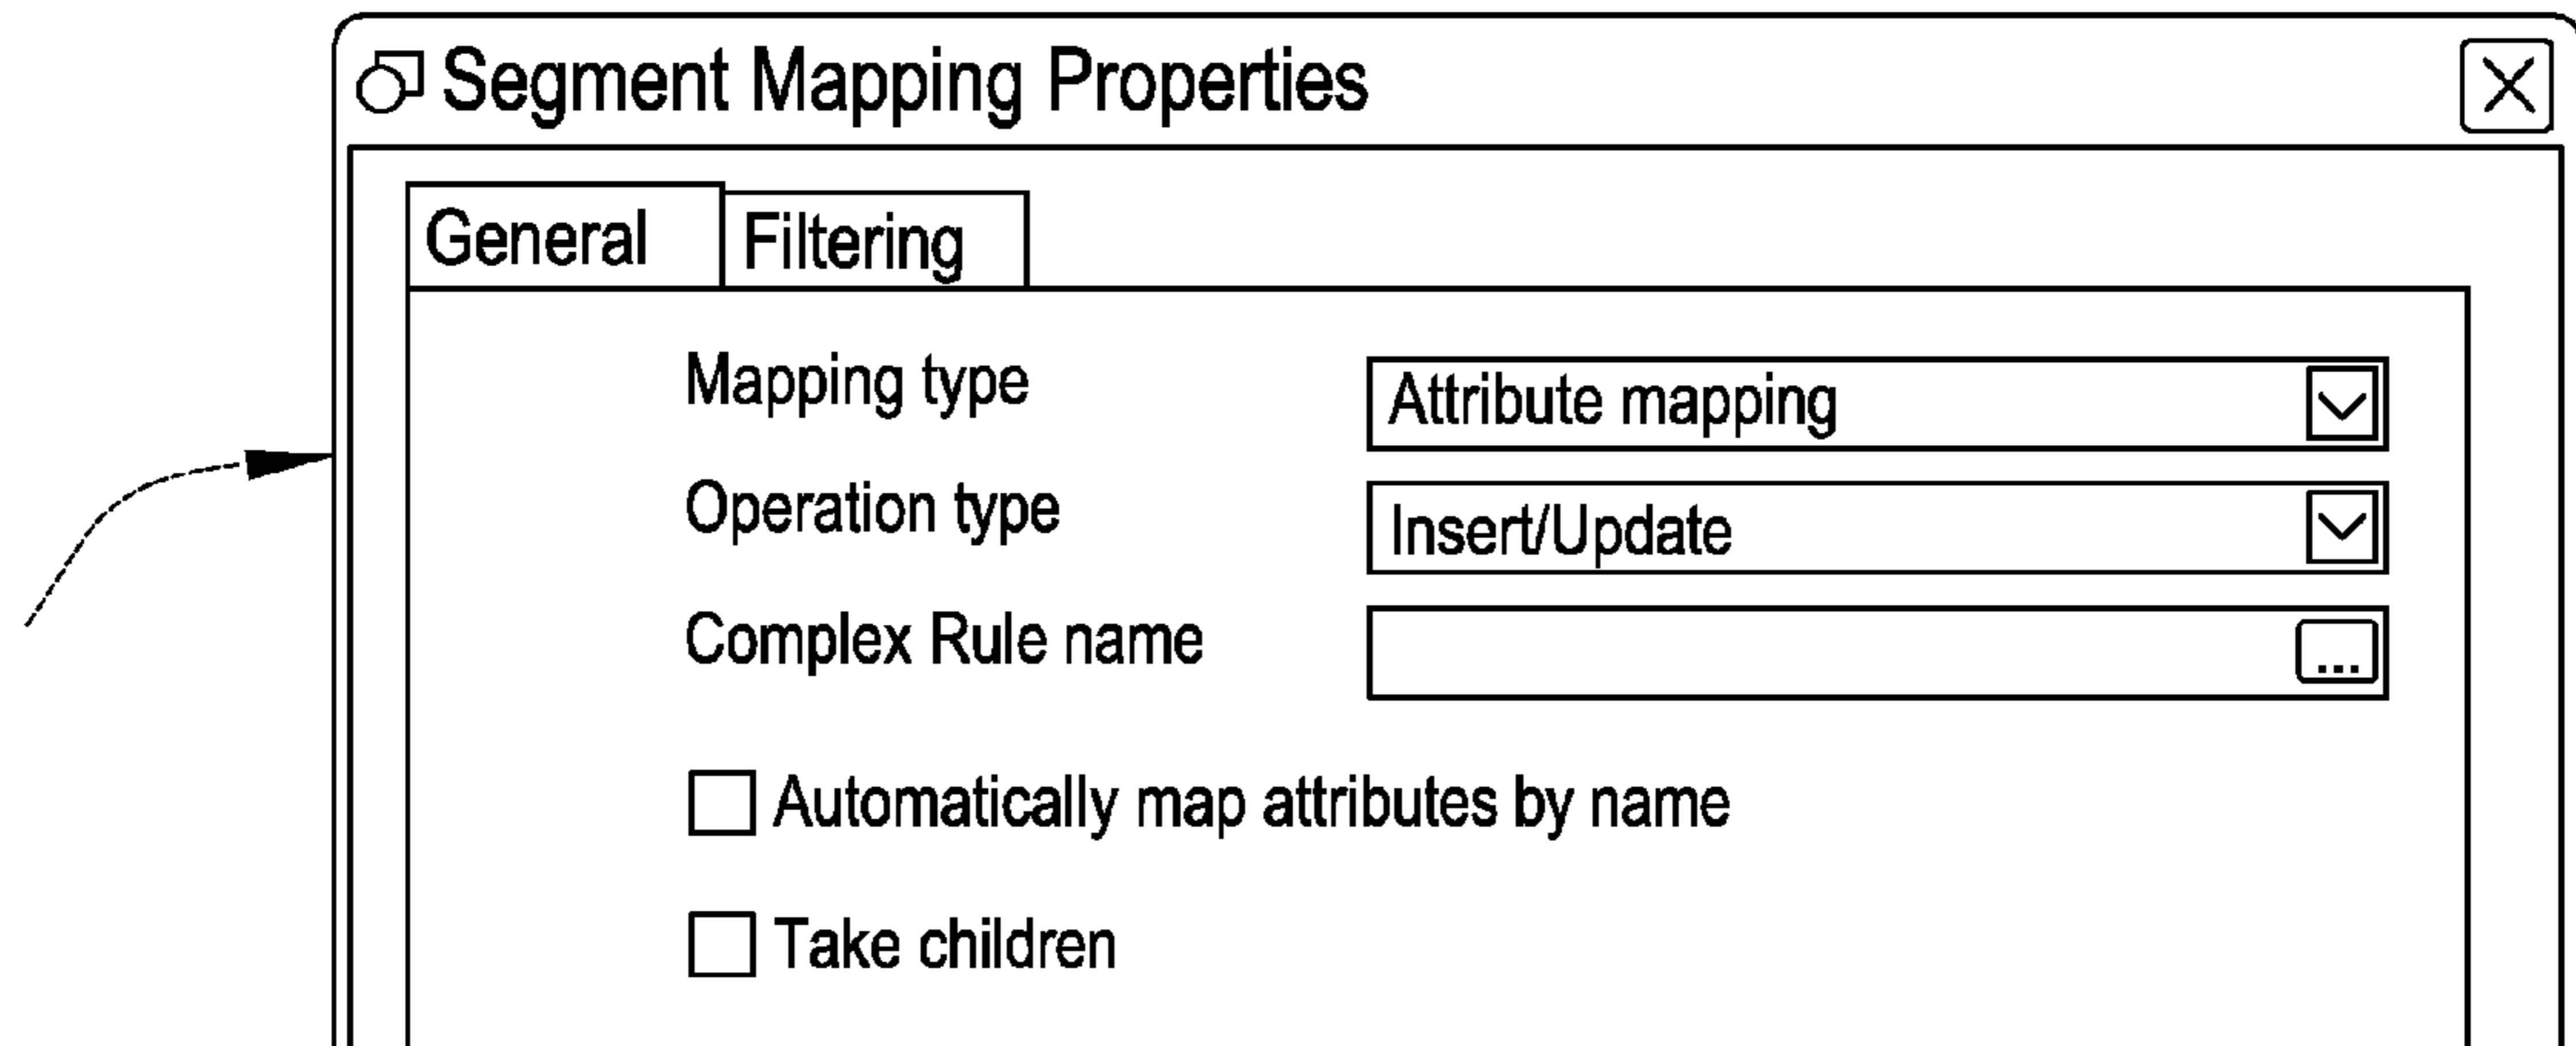 Segment Mapping Properties
General Filtering
Mapping type Attribute mapping
Operation type Insert/Update
Complex Rule name ...
Automatically map attributes by name
Take children